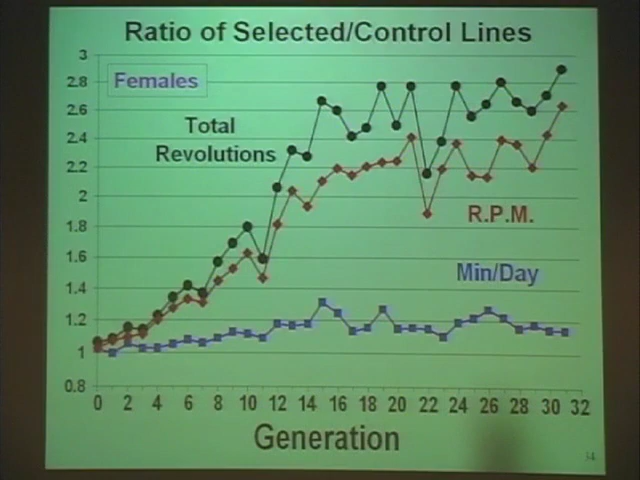 Ratio of Selected/Control Lines
3
2.8
2.6
2.4
2.2
2
1.8
1.6
1.4
1.2
1
0.8
Females
Total
Revolutions
R.P.M.
Min/Day
0 2 4 6 8 10 12 14 16 18 20 22 24 26 28 30 32
Generation